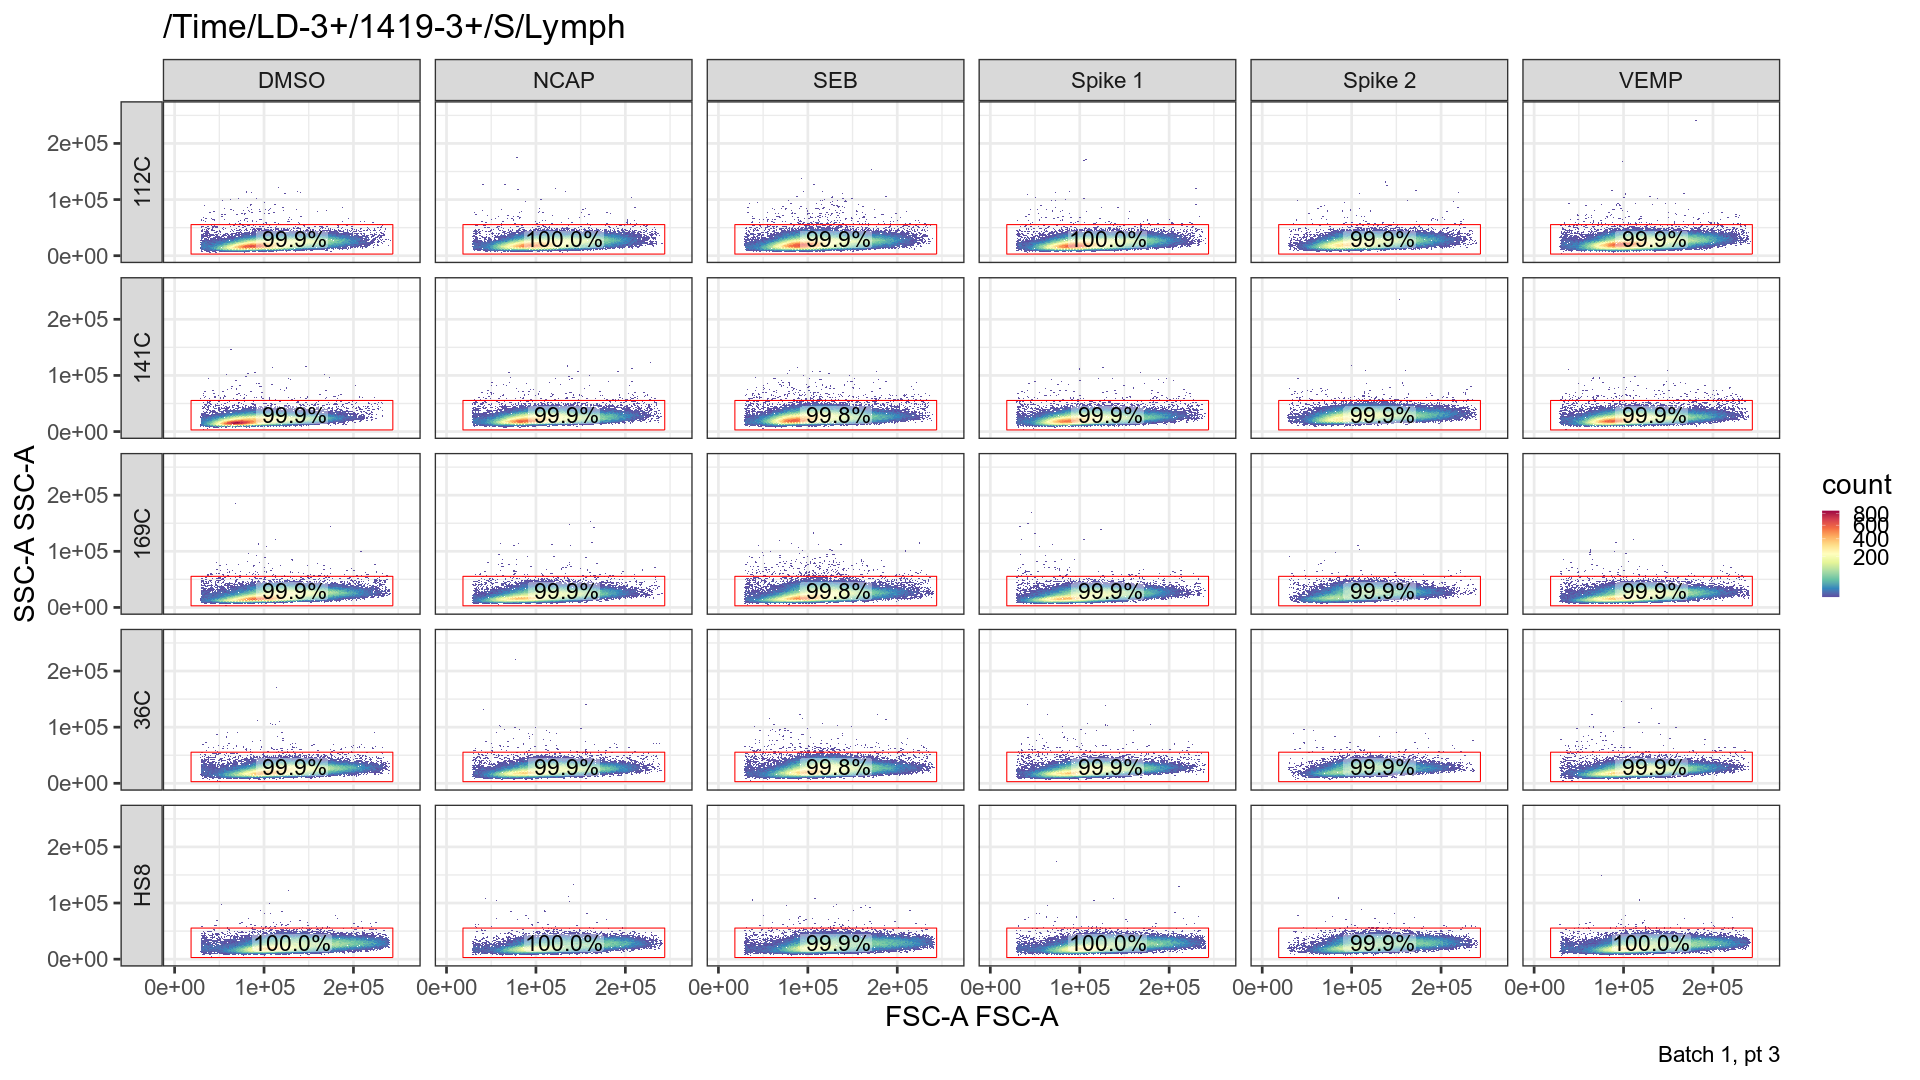 /Time/LD-3+/1419-3+/S/Lymph
DMSO NCAP SEB Spike 1 Spike 2 VEMP
2e+05
1e+05
0e+00
112C
99.9% 100.0% 99.9% 100.0% 99.9% 99.9%
2e+05
1e+05
0e+00
141C
99.9% 99.9% 99.8% 99.9% 99.9% 99.9%
2e+05
1e+05
0e+00
169C
99.9% 99.9% 99.8% 99.9% 99.9% 99.9%
2e+05
1e+05
0e+00
36C
99.9% 99.9% 99.8% 99.9% 99.9% 99.9%
2e+05
1e+05
0e+00
HS8
100.0% 100.0% 99.9% 100.0% 99.9% 100.0%
0e+00 1e+05 2e+05 0e+00 1e+05 2e+05 0e+00 1e+05 2e+05 0e+00 1e+05 2e+05 0e+00 1e+05 2e+05 0e+00 1e+05 2e+05
SSC-A SSC-A
FSC-A FSC-A
count
800
600
400
200
Batch 1, pt 3